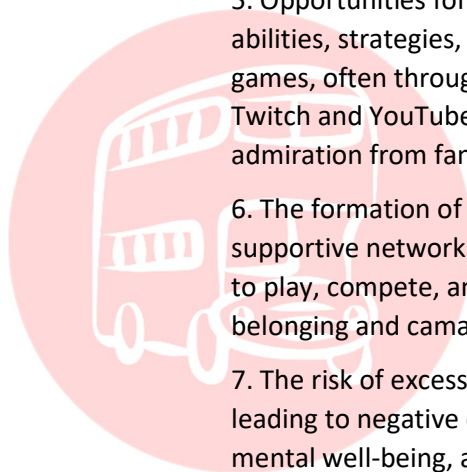 5. Opportunities for
abilities, strategies,
games, often throug
Twitch and YouTube
admiration from fan
6. The formation of
supportive network
to play, compete, an
belonging and cama
7. The risk of excess
leading to negative
mental well-being, a